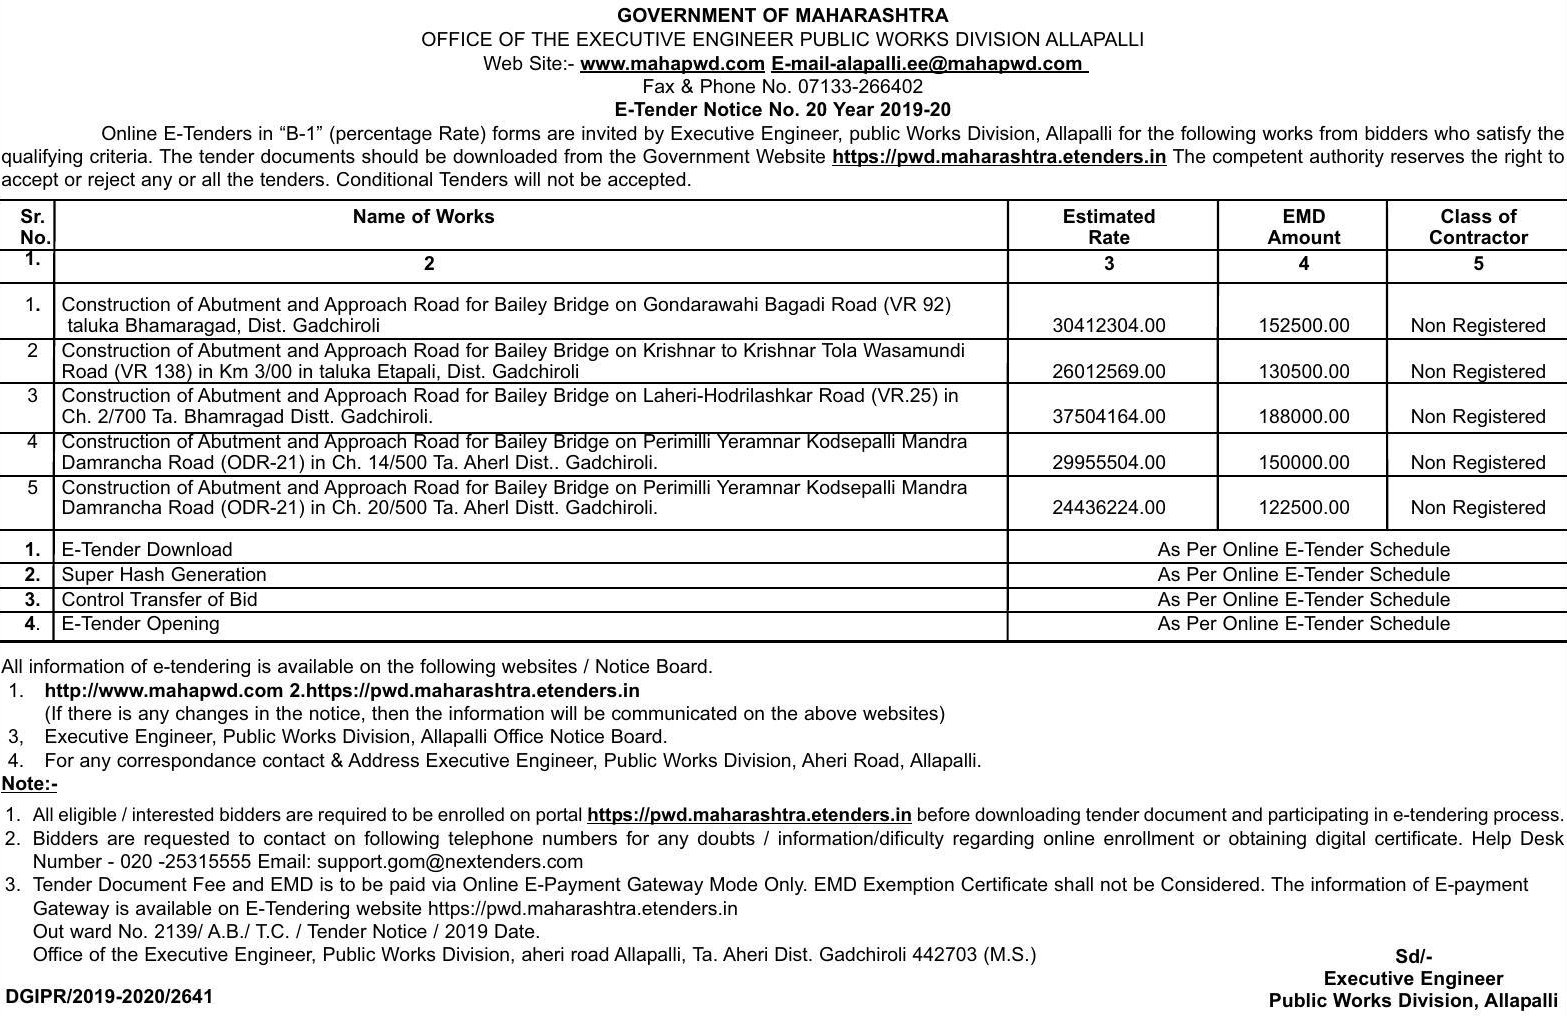 GOVERNMENT OF MAHARASHTRA
OFFICE OF THE EXECUTIVE ENGINEER PUBLIC WORKS DIVISION ALLAPALLI
Web Site:- www.mahapwd.com E-mail-alapalli.ee@mahapwd.com
Fax & Phone No. 07133-266402
E-Tender Notice No. 20 Year 2019-20
Online E-Tenders in “B-1” (percentage Rate) forms are invited by Executive Engineer, public Works Division, Allapalli for the following works from bidders who satisfy the
qualifying criteria. The tender documents should be downloaded from the Government Website https://pwd.maharashtra.etenders.in The competent authority reserves the right to
accept or reject any or all the tenders. Conditional Tenders will not be accepted.
Sr. No. Name of Works Estimated Rate EMD Amount Class of Contractor
1. 2 3 4 5
1. Construction of Abutment and Approach Road for Bailey Bridge on Gondarawahi Bagadi Road (VR 92)
taluka Bhamaragad, Dist. Gadchiroli 30412304.00 152500.00 Non Registered
2 Construction of Abutment and Approach Road for Bailey Bridge on Krishnar to Krishnar Tola Wasamundi
Road (VR 138) in Km 3/00 in taluka Etapali, Dist. Gadchiroli 26012569.00 130500.00 Non Registered
3 Construction of Abutment and Approach Road for Bailey Bridge on Laheri-Hodrilashkar Road (VR.25) in
Ch. 2/700 Ta. Bhamragad Distt. Gadchiroli. 37504164.00 188000.00 Non Registered
4 Construction of Abutment and Approach Road for Bailey Bridge on Perimilli Yeramnar Kodsepalli Mandra
Damrancha Road (ODR-21) in Ch. 14/500 Ta. Aherl Dist.. Gadchiroli. 29955504.00 150000.00 Non Registered
5 Construction of Abutment and Approach Road for Bailey Bridge on Perimilli Yeramnar Kodsepalli Mandra
Damrancha Road (ODR-21) in Ch. 20/500 Ta. Aherl Distt. Gadchiroli. 24436224.00 122500.00 Non Registered
1. E-Tender Download As Per Online E-Tender Schedule
2. Super Hash Generation As Per Online E-Tender Schedule
3. Control Transfer of Bid As Per Online E-Tender Schedule
4. E-Tender Opening As Per Online E-Tender Schedule
All information of e-tendering is available on the following websites / Notice Board.
1. http://www.mahapwd.com 2.https://pwd.maharashtra.etenders.in
(If there is any changes in the notice, then the information will be communicated on the above websites)
3, Executive Engineer, Public Works Division, Allapalli Office Notice Board.
4. For any correspondance contact & Address Executive Engineer, Public Works Division, Aheri Road, Allapalli.
Note:-
1. All eligible / interested bidders are required to be enrolled on portal https://pwd.maharashtra.etenders.in before downloading tender document and participating in e-tendering process.
2. Bidders are requested to contact on following telephone numbers for any doubts / information/dificulty regarding online enrollment or obtaining digital certificate. Help Desk
Number - 020 -25315555 Email: support.gom@nextenders.com
3. Tender Document Fee and EMD is to be paid via Online E-Payment Gateway Mode Only. EMD Exemption Certificate shall not be Considered. The information of E-payment
Gateway is available on E-Tendering website https://pwd.maharashtra.etenders.in
Out ward No. 2139/ A.B./ T.C. / Tender Notice / 2019 Date.
Office of the Executive Engineer, Public Works Division, aheri road Allapalli, Ta. Aheri Dist. Gadchiroli 442703 (M.S.)
Sd/-
Executive Engineer
DGIPR/2019-2020/2641
Public Works Division, Allapalli